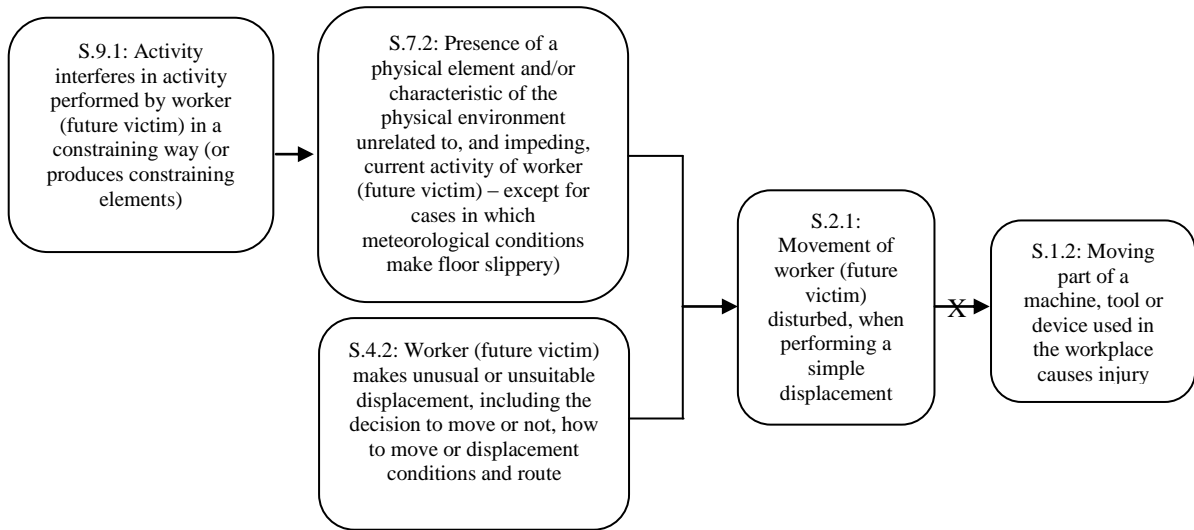 S.9.1: Activity
interferes in activity
performed by worker
(future victim) in a
constraining way (or
produces constraining
elements)
S.7.2: Presence of a
physical element and/or
characteristic of the
physical environment
unrelated to, and impeding,
current activity of worker
(future victim) – except for
cases in which
meteorological conditions
make floor slippery)
S.4.2: Worker (future victim)
makes unusual or unsuitable
displacement, including the
decision to move or not, how
to move or displacement
conditions and route
S.2.1:
Movement of
worker (future
victim)
disturbed, when
performing a
simple
displacement
X
S.1.2: Moving
part of a
machine, tool or
device used in
the workplace
causes injury